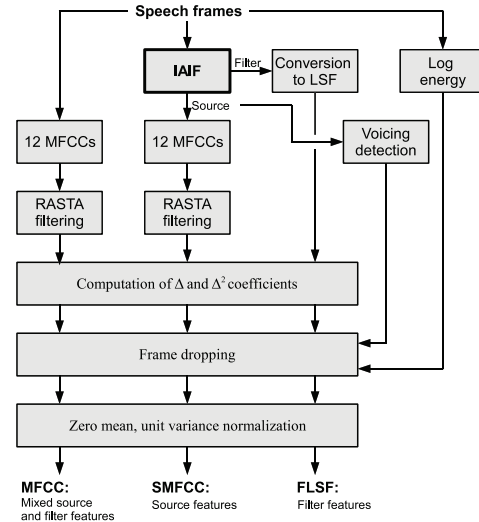 Speech frames
IAIF
Filter
Conversion
to LSF
Log
energy
Source
12 MFCCs
12 MFCCs
Voicing
detection
RASTA
filtering
RASTA
filtering
Computation of Δ and Δ² coefficients
Frame dropping
Zero mean, unit variance normalization
MFCC:
Mixed source
and filter features
SMFCC:
Source features
FLSF:
Filter features